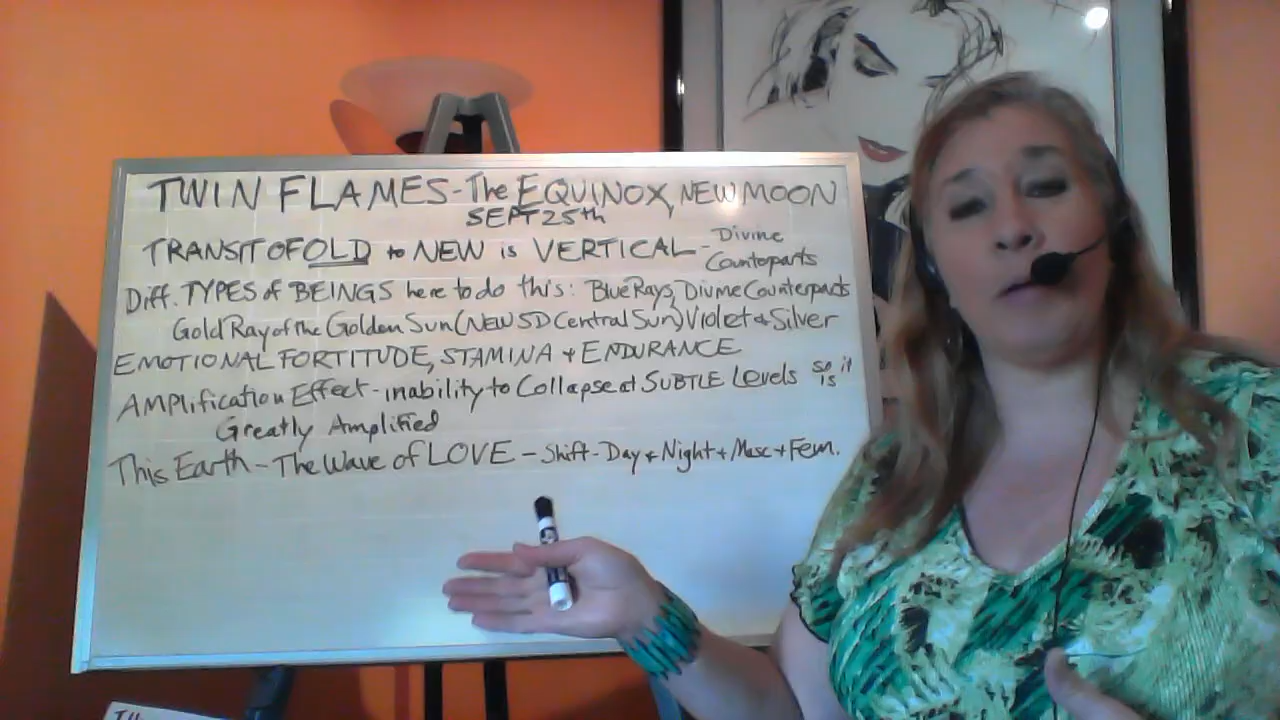 TWIN FLAMES - The EQUINOX, NEW MOON
SEPT 25th
TRANSIT OF OLD to NEW is VERTICAL - Divine Counterparts
Diff. TYPES of BEINGS here to do this: Blue Rays, Divine Counterparts
Gold Ray of the Golden Sun (NEW 5D Central Sun) Violet & Silver
EMOTIONAL FORTITUDE, STAMINA + ENDURANCE
AMPlification Effect - inability to Collapse at SUBTLE Levels so it is
Greatly Amplified
This Earth - The Wave of LOVE - Shift - Day & Night + Masc + Fem.